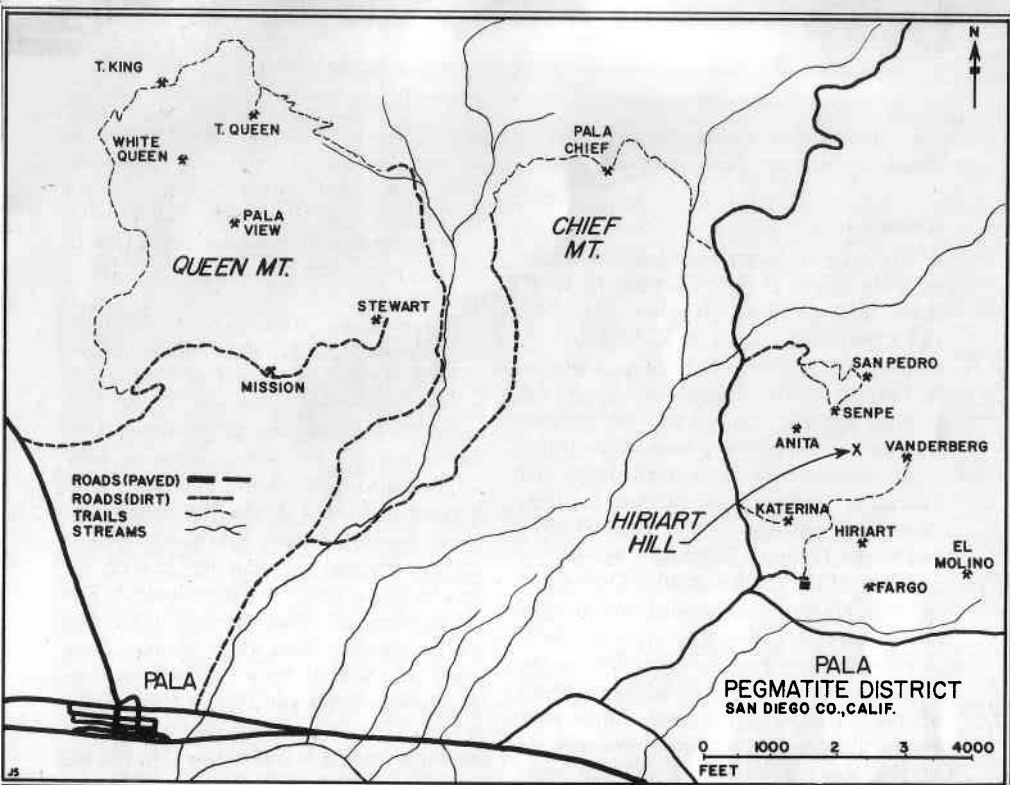 N
T. KING
T. QUEEN
WHITE
QUEEN
PALA
CHIEF
PALA
VIEW
CHIEF
MT.
QUEEN MT.
STEWART
MISSION
SAN PEDRO
SENPE
ANITA
X
VANDERBERG
ROADS (PAVED)
ROADS (DIRT)
TRAILS
STREAMS
KATERINA
HIRIART
HILL
HIRIART
EL
MOLINO
FARGO
PALA
PALA
PEGMATITE DISTRICT
SAN DIEGO CO., CALIF.
0 1000 2 3 4000
FEET
JS